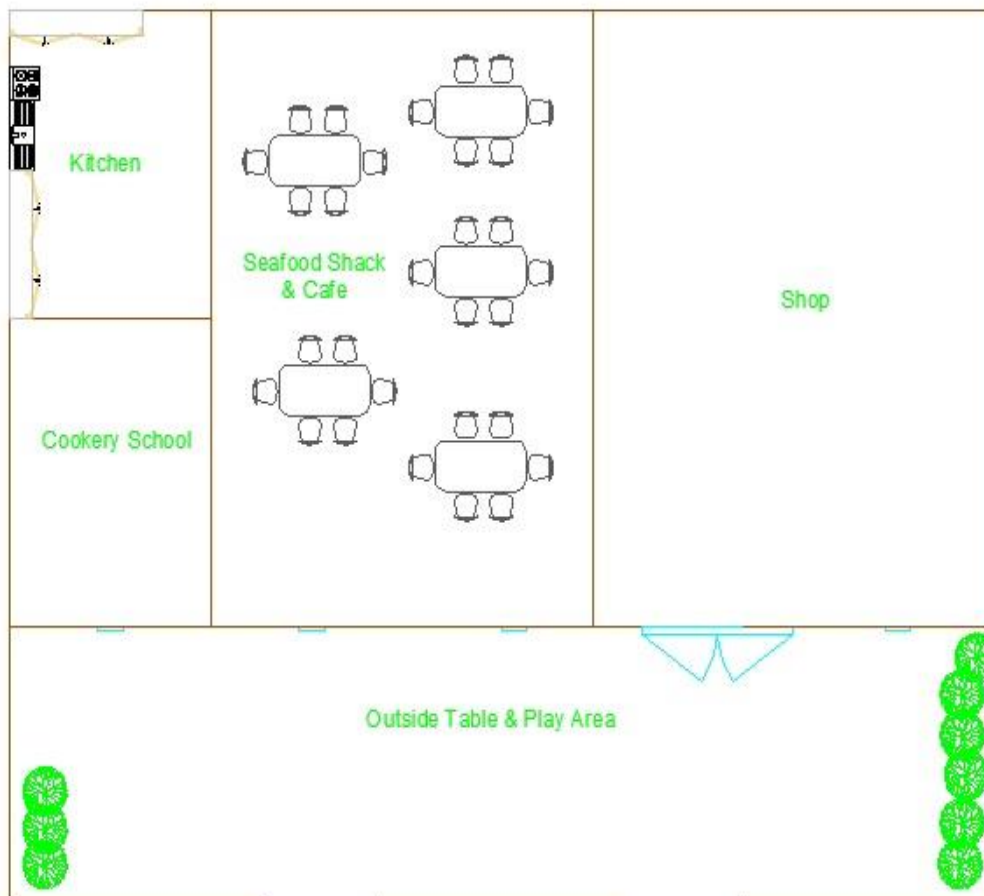 Kitchen
Seafood Shack
& Cafe
Shop
Cookery School
Outside Table & Play Area